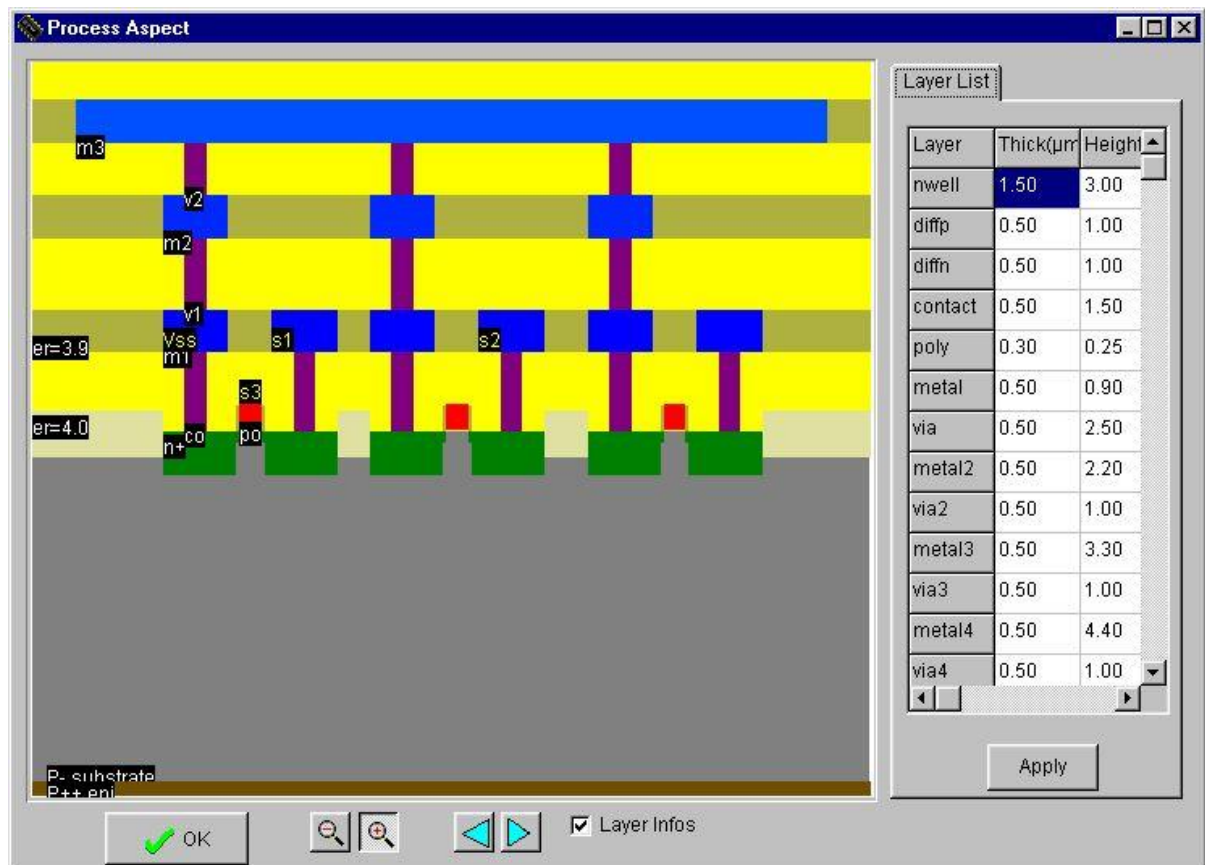 Process Aspect
m3
v2
m2
v1
Vss
m1
s1
s2
er=3.9
s3
er=4.0
co
po
n+
P- substrate
P++ epi
OK
Layer Infos
Layer List
Layer Thick(µm Height
nwell 1.50 3.00
diffp 0.50 1.00
diffn 0.50 1.00
contact 0.50 1.50
poly 0.30 0.25
metal 0.50 0.90
via 0.50 2.50
metal2 0.50 2.20
via2 0.50 1.00
metal3 0.50 3.30
via3 0.50 1.00
metal4 0.50 4.40
via4 0.50 1.00
Apply